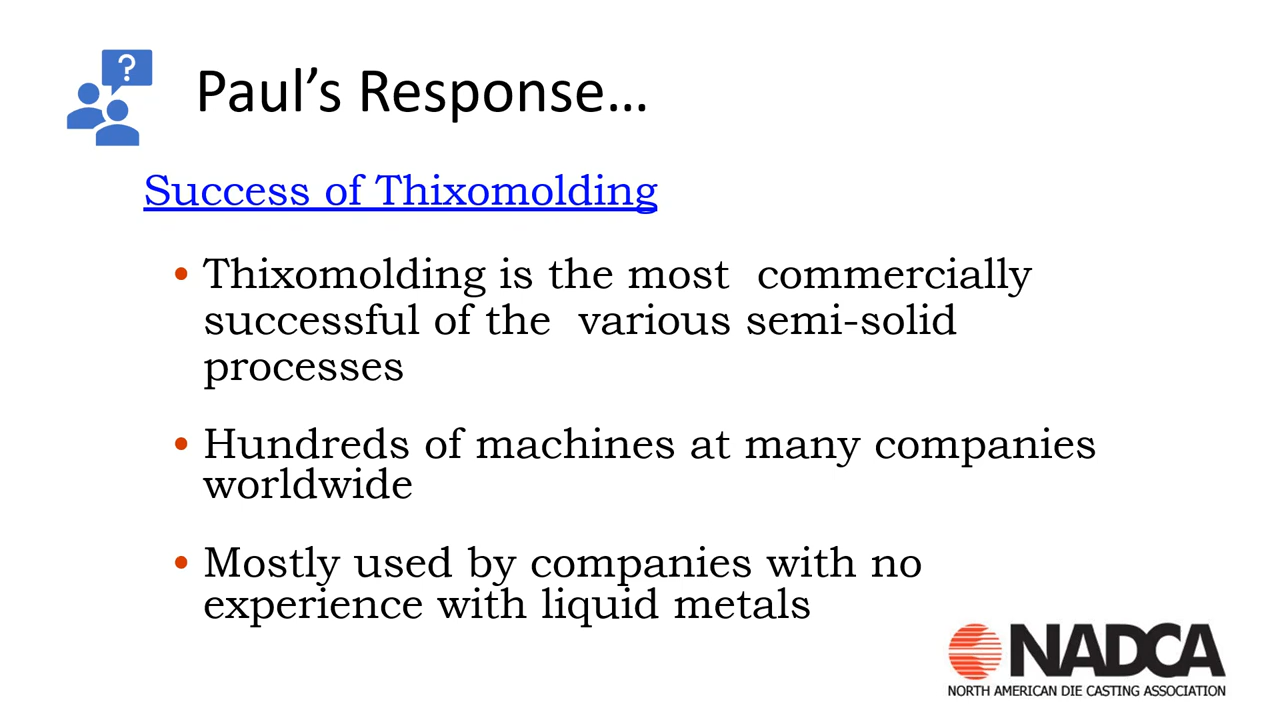 ?
Paul’s Response…
Success of Thixomolding
• Thixomolding is the most  commercially
successful of the  various semi-solid
processes
• Hundreds of machines at many companies
worldwide
• Mostly used by companies with no
experience with liquid metals
NADCA
NORTH AMERICAN DIE CASTING ASSOCIATION